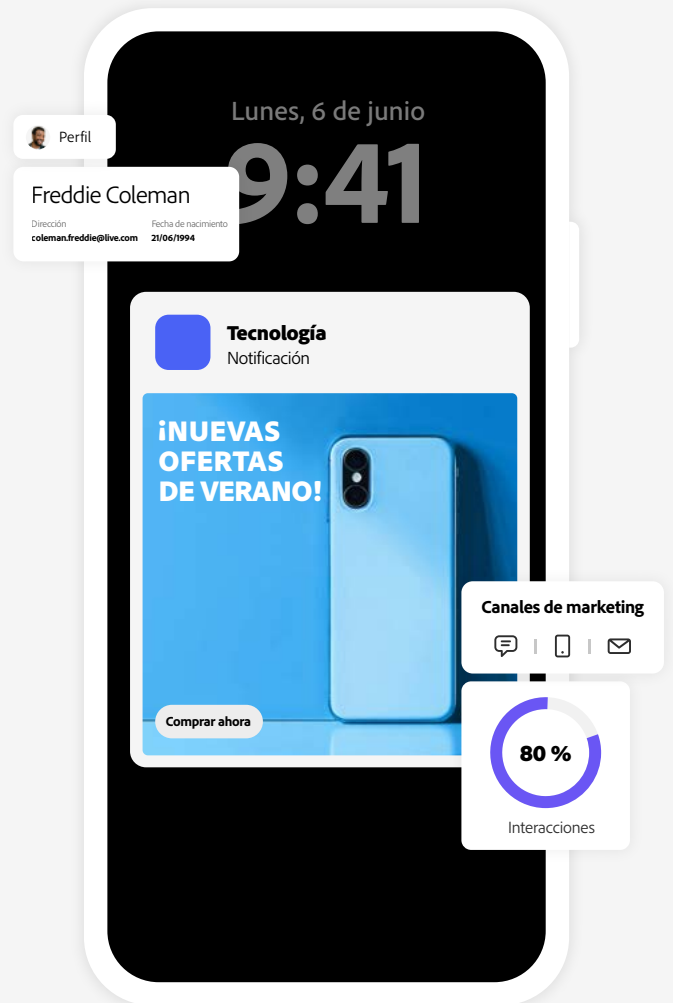 Lunes, 6 de junio
9:41
Perfil
Freddie Coleman
Dirección Fecha de nacimiento
coleman.freddie@live.com 21/06/1994
Tecnología
Notificación
¡NUEVAS
OFERTAS
DE VERANO!
Comprar ahora
Canales de marketing
80 %
Interacciones